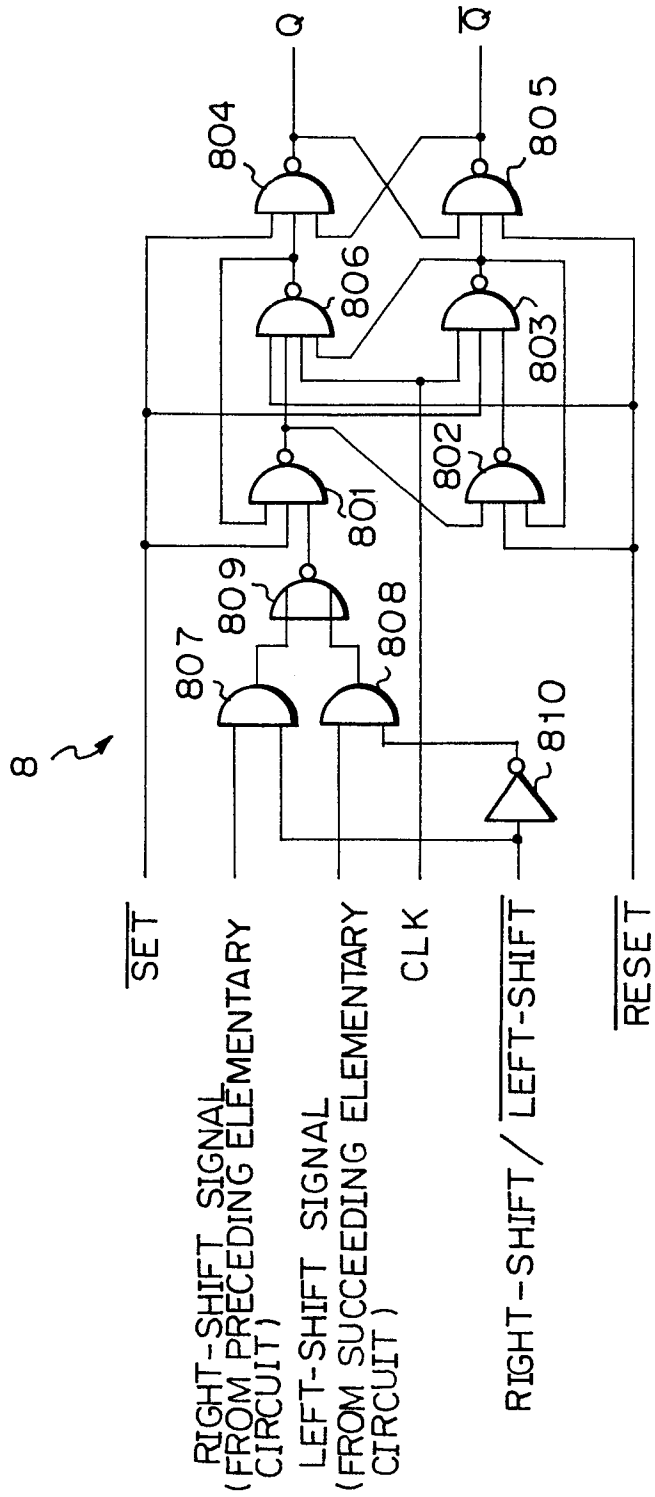 8
SET
RIGHT-SHIFT SIGNAL
(FROM PRECEDING ELEMENTARY
CIRCUIT)
LEFT-SHIFT SIGNAL
(FROM SUCCEEDING ELEMENTARY
CIRCUIT)
CLK
RIGHT-SHIFT / LEFT-SHIFT
RESET
807
809
808
810
801
802
806
803
804
805
Q
Q